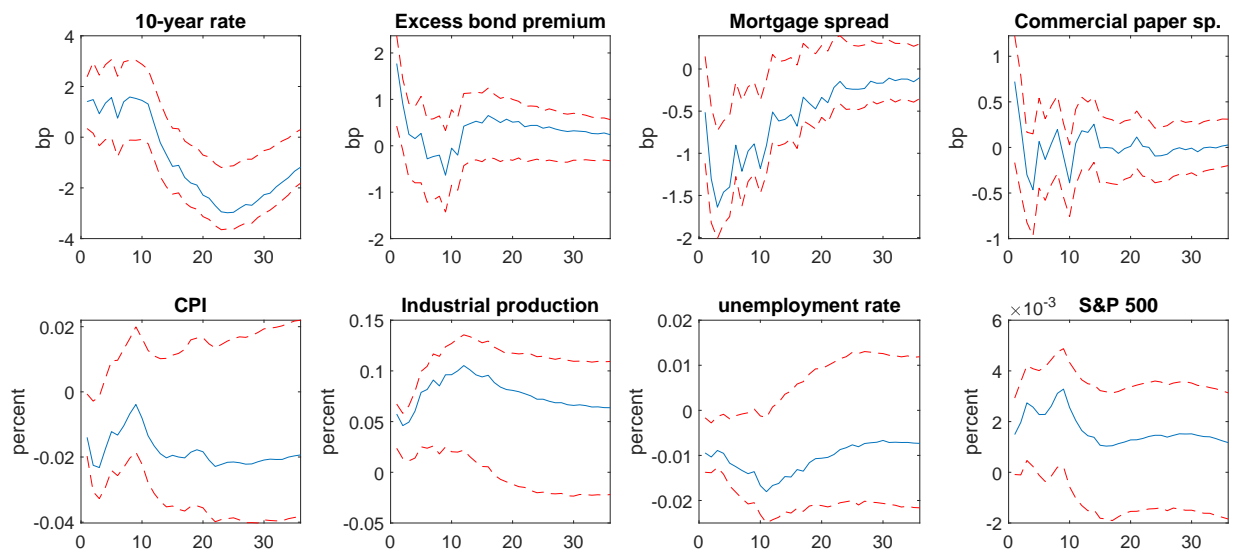 10-year rate
4
2
0
-2
-4
bp
0 10 20 30
Excess bond premium
2
1
0
-1
-2
bp
0 10 20 30
Mortgage spread
0
-0.5
-1
-1.5
-2
bp
0 10 20 30
Commercial paper sp.
1
0.5
0
-0.5
-1
bp
0 10 20 30
CPI
0.02
0
-0.02
-0.04
percent
0 10 20 30
Industrial production
0.15
0.1
0.05
0
-0.05
percent
0 10 20 30
unemployment rate
0.02
0.01
0
-0.01
-0.02
percent
0 10 20 30
S&P 500
×10⁻³
6
4
2
0
-2
percent
0 10 20 30